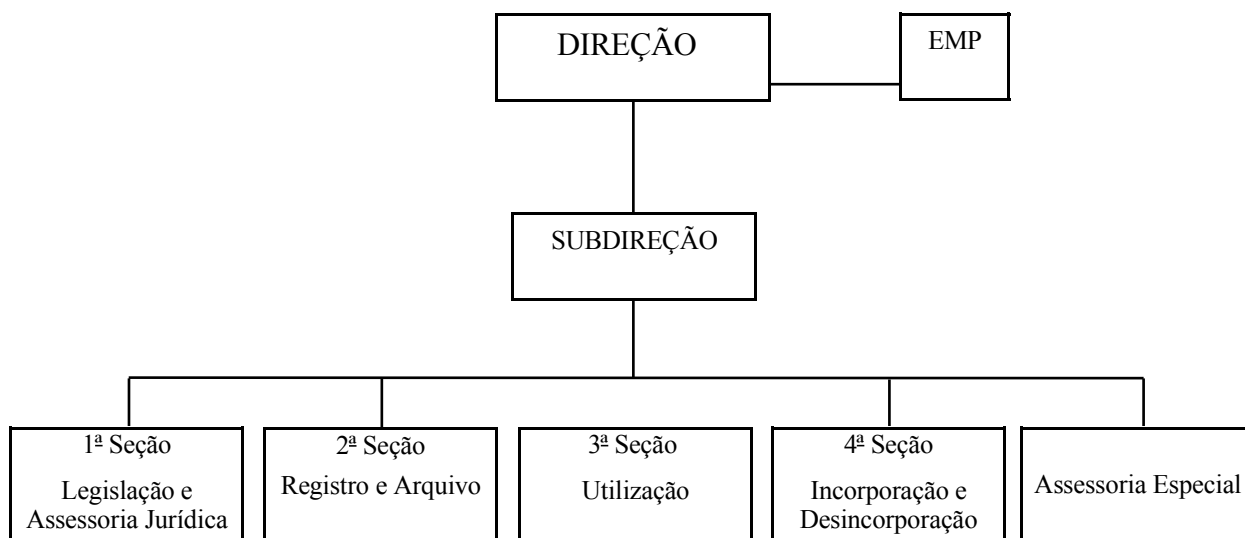 DIREÇÃO
EMP
SUBDIREÇÃO
1ª Seção
Legislação e
Assessoria Jurídica
2ª Seção
Registro e Arquivo
3ª Seção
Utilização
4ª Seção
Incorporação e
Desincorporação
Assessoria Especial